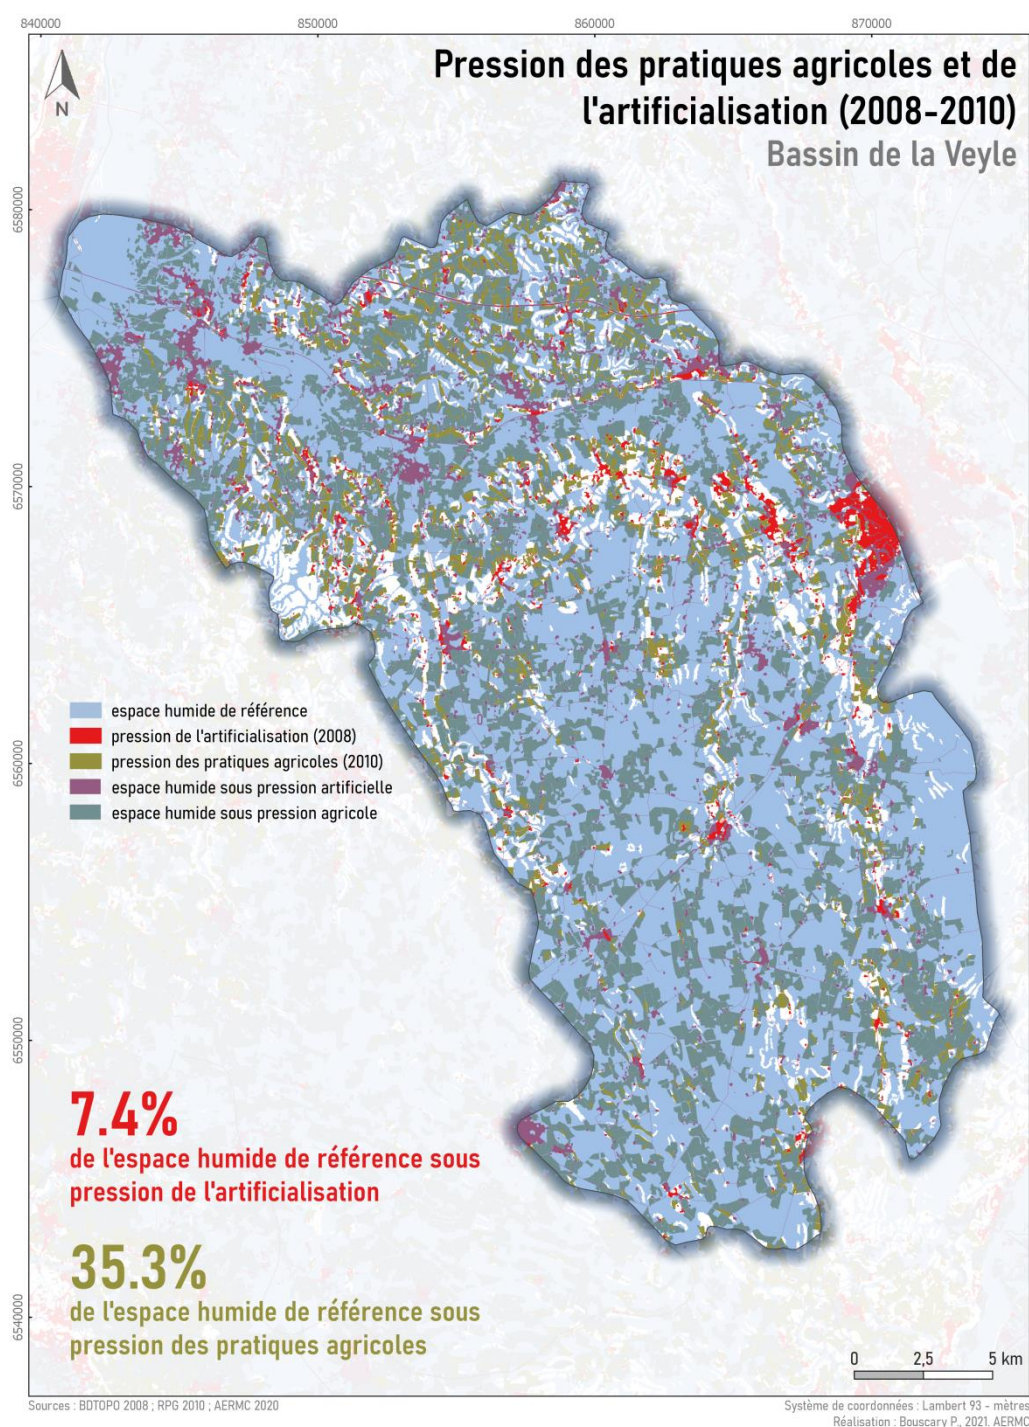 840000
850000
860000
870000
Pression des pratiques agricoles et de
l'artificialisation (2008-2010)
Bassin de la Veyle
N
6580000
6570000
6560000
6550000
6540000
espace humide de référence
pression de l'artificialisation (2008)
pression des pratiques agricoles (2010)
espace humide sous pression artificielle
espace humide sous pression agricole
7.4%
de l'espace humide de référence sous
pression de l'artificialisation
35.3%
de l'espace humide de référence sous
pression des pratiques agricoles
0 2,5 5 km
Sources : BDTOPO 2008 ; RPG 2010 ; AERMC 2020
Système de coordonnées : Lambert 93 - mètres
Réalisation : Bouscary P., 2021, AERMC